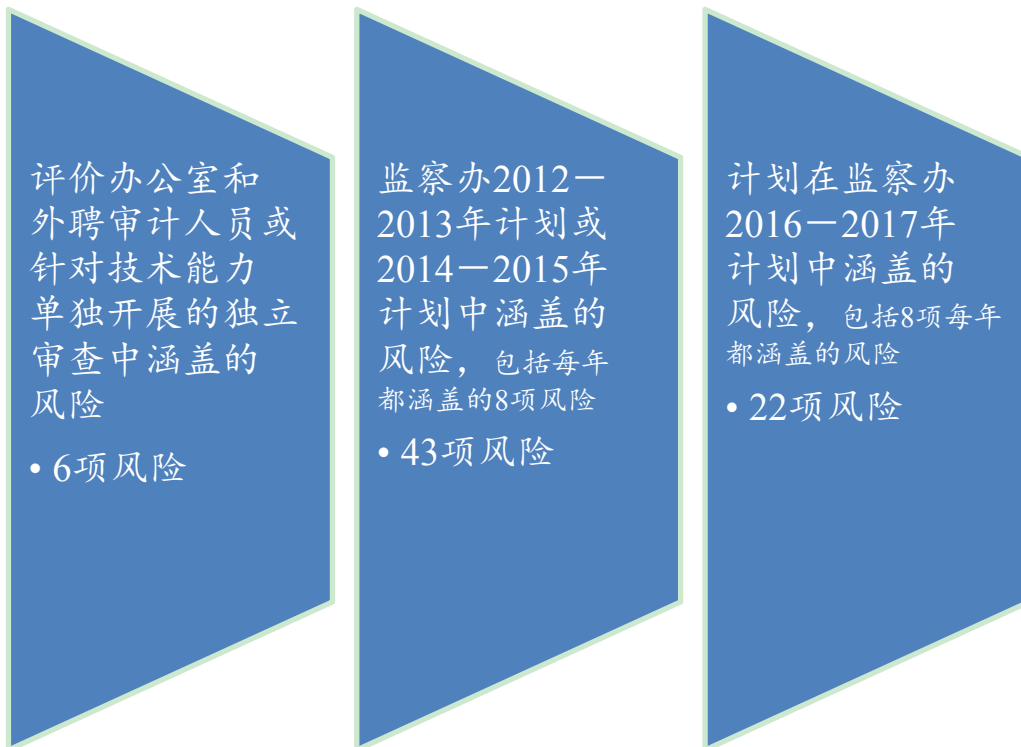 评价办公室和
外聘审计人员或
针对技术能力
单独开展的独立
审查中涵盖的
风险
• 6项风险
监察办2012－
2013年计划或
2014－2015年
计划中涵盖的
风险，包括每年
都涵盖的8项风险
• 43项风险
计划在监察办
2016－2017年
计划中涵盖的
风险，包括8项每年
都涵盖的风险
• 22项风险